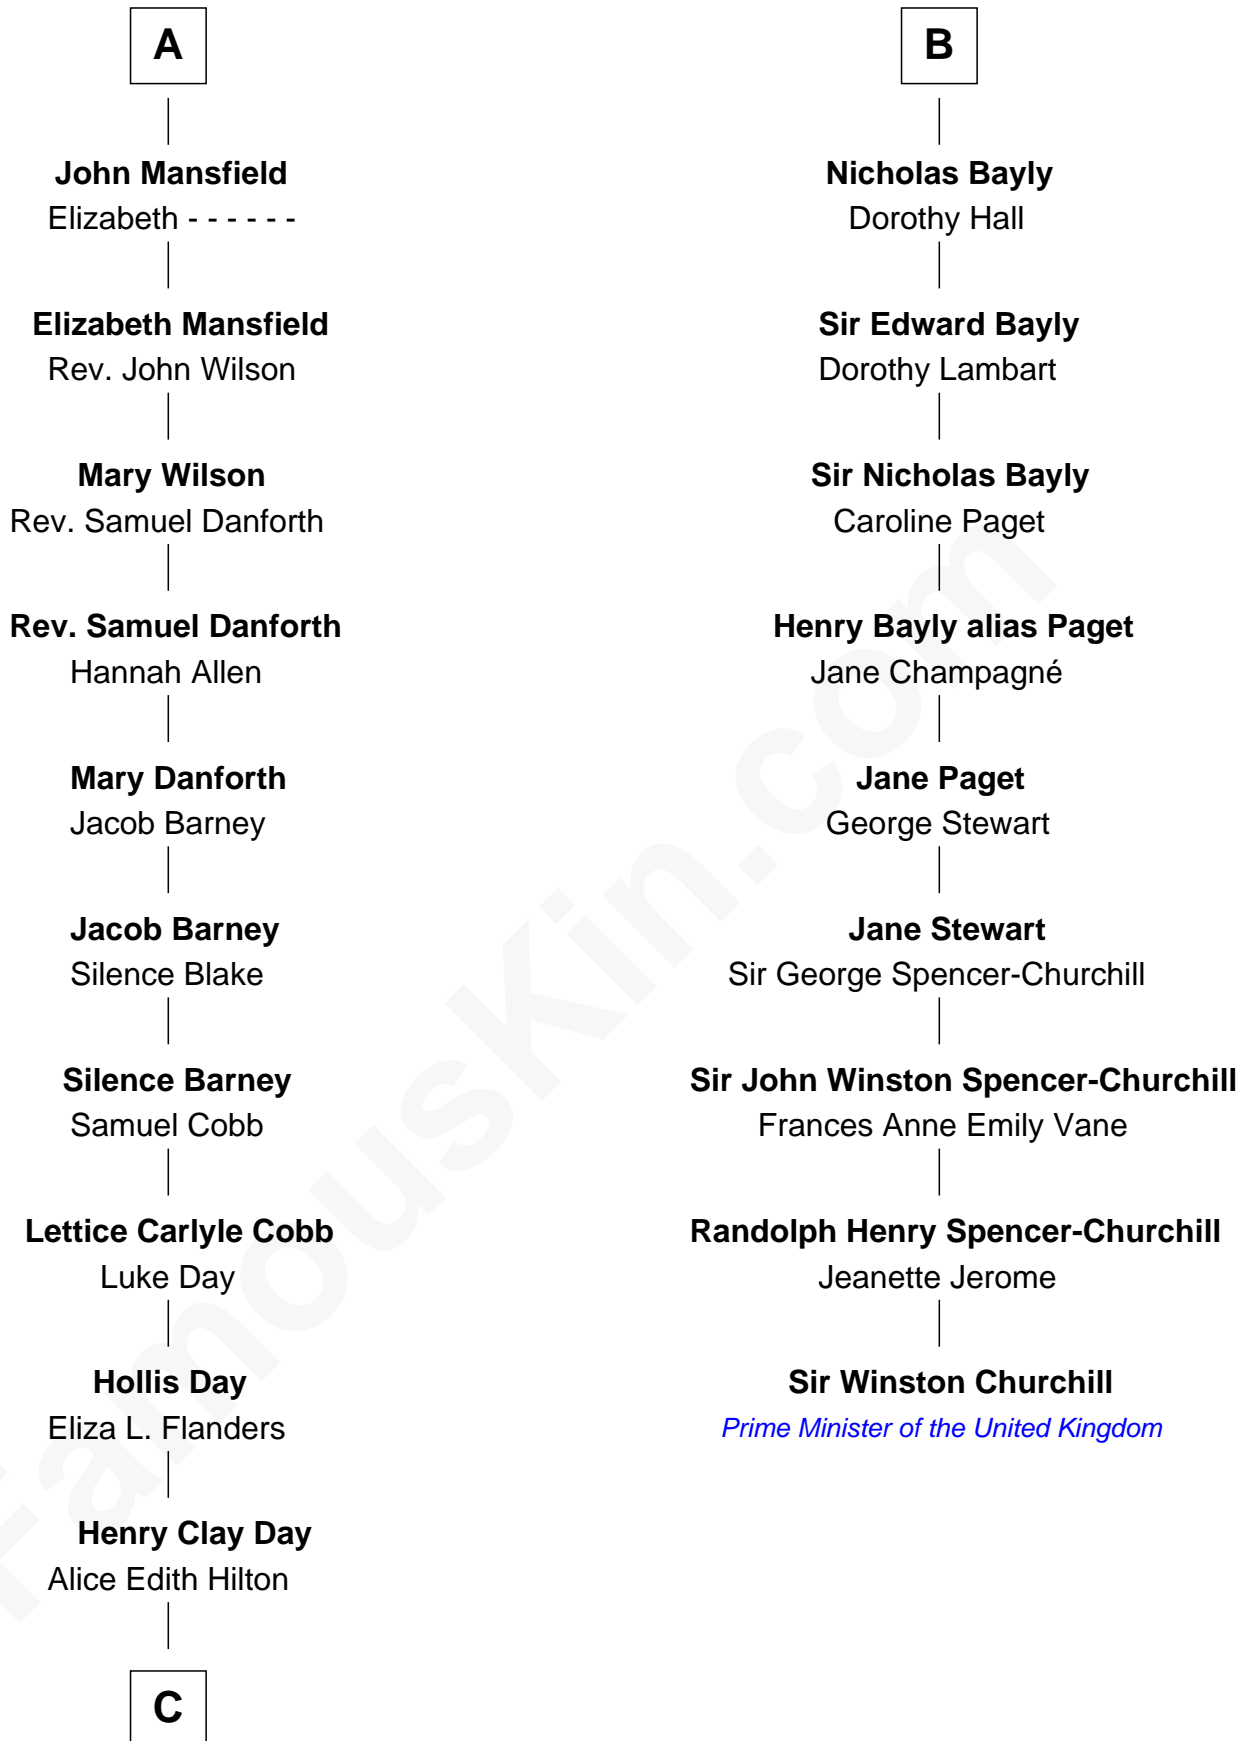 A
John Mansfield
Elizabeth - - - - - -
Elizabeth Mansfield
Rev. John Wilson
Mary Wilson
Rev. Samuel Danforth
Rev. Samuel Danforth
Hannah Allen
Mary Danforth
Jacob Barney
Jacob Barney
Silence Blake
Silence Barney
Samuel Cobb
Lettice Carlyle Cobb
Luke Day
Hollis Day
Eliza L. Flanders
Henry Clay Day
Alice Edith Hilton
C
B
Nicholas Bayly
Dorothy Hall
Sir Edward Bayly
Dorothy Lambart
Sir Nicholas Bayly
Caroline Paget
Henry Bayly alias Paget
Jane Champagné
Jane Paget
George Stewart
Jane Stewart
Sir George Spencer-Churchill
Sir John Winston Spencer-Churchill
Frances Anne Emily Vane
Randolph Henry Spencer-Churchill
Jeanette Jerome
Sir Winston Churchill
Prime Minister of the United Kingdom
FamousKin.com